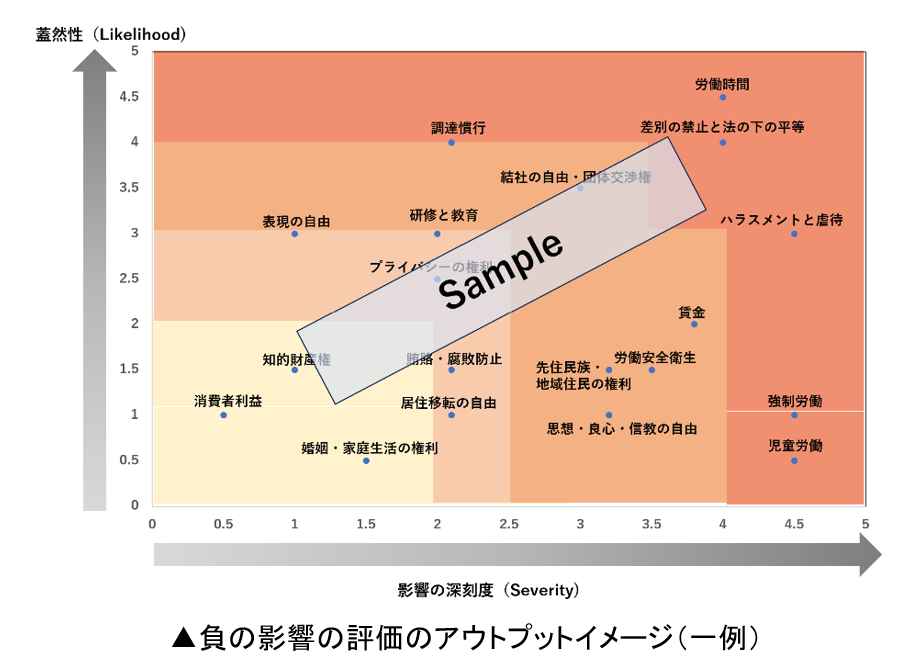 蓋然性（Likelihood）
5
4.5
4
3.5
3
2.5
2
1.5
1
0.5
0
労働時間
調達慣行
差別の禁止と法の下の平等
結社の自由・団体交渉権
表現の自由
研修と教育
ハラスメントと虐待
プライバシーの権利
Sample
賃金
知的財産権
賄賂・腐敗防止
先住民族・
地域住民の権利
労働安全衛生
消費者利益
居住移転の自由
強制労働
思想・良心・信教の自由
婚姻・家庭生活の権利
児童労働
0 0.5 1 1.5 2 2.5 3 3.5 4 4.5 5
影響の深刻度（Severity）
▲負の影響の評価のアウトプットイメージ（一例）